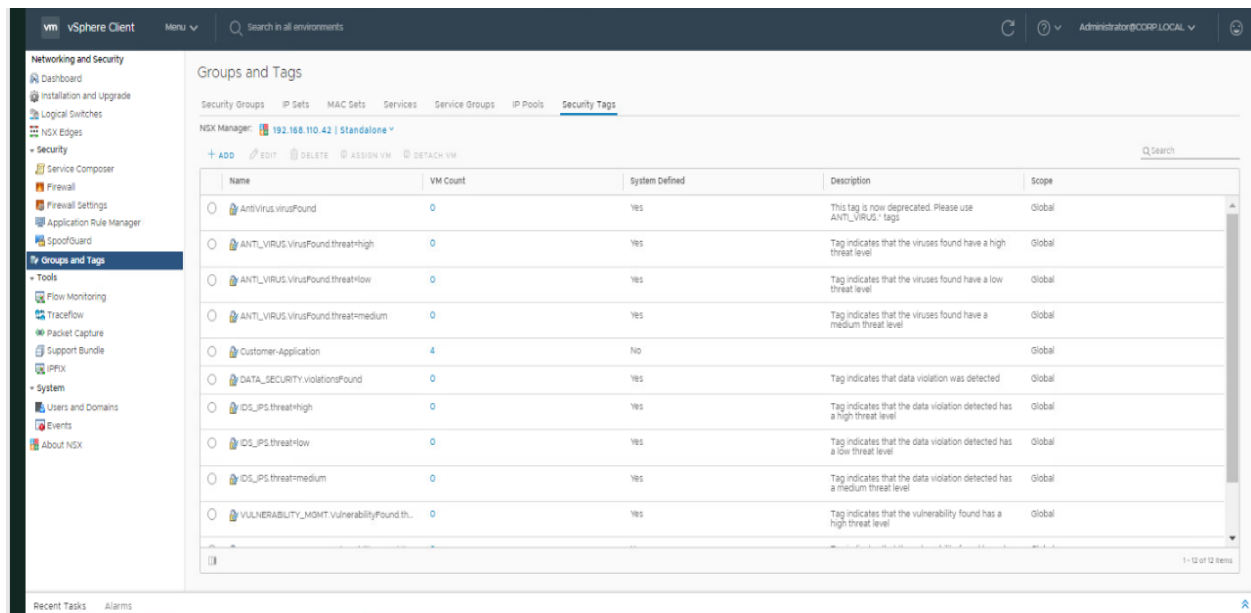 vm vSphere Client Menu Search in all environments Administrator@CORP.LOCAL
Networking and Security
Dashboard
Installation and Upgrade
Logical Switches
NSX Edges
Security
Service Composer
Firewall
Firewall Settings
Application Rule Manager
SpoofGuard
Groups and Tags
Tools
Flow Monitoring
Traceflow
Packet Capture
Support Bundle
IPFIX
System
Users and Domains
Events
About NSX
Groups and Tags
Security Groups IP Sets MAC Sets Services Service Groups IP Pools Security Tags
NSX Manager: 192.168.110.42 | Standalone
+ ADD EDIT DELETE ASSIGN VM DETACH VM Search
Name VM Count System Defined Description Scope
AntiVirus.virusFound 0 Yes This tag is now deprecated. Please use Global
ANTI_VIRUS.* tags
ANTI_VIRUS.VirusFound.threat=high 0 Yes Tag indicates that the viruses found have a high Global
threat level
ANTI_VIRUS.VirusFound.threat=low 0 Yes Tag indicates that the viruses found have a low Global
threat level
ANTI_VIRUS.VirusFound.threat=medium 0 Yes Tag indicates that the viruses found have a Global
medium threat level
Customer-Application 4 No Global
DATA_SECURITY.violationsFound 0 Yes Tag indicates that data violation was detected Global
IDS_IPS.threat=high 0 Yes Tag indicates that the data violation detected has Global
a high threat level
IDS_IPS.threat=low 0 Yes Tag indicates that the data violation detected has Global
a low threat level
IDS_IPS.threat=medium 0 Yes Tag indicates that the data violation detected has Global
a medium threat level
VULNERABILITY_MGMT.VulnerabilityFound.th... 0 Yes Tag indicates that the vulnerability found has a Global
high threat level
1 - 12 of 12 items
Recent Tasks Alarms